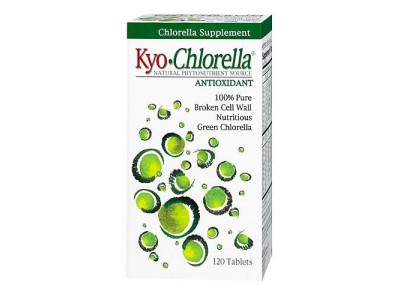 Chlorella Supplement
Kyo•Chlorella®
NATURAL PHYTONUTRIENT SOURCE
ANTIOXIDANT
100% Pure
Broken Cell Wall
Nutritious
Green Chlorella
120 Tablets